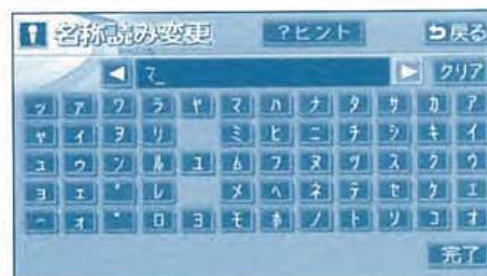 名称読み変更 ?ヒント 戻る
マ_ クリア
ッ ァ ワ ラ ヤ マ ハ ナ タ サ カ ア
ャ ィ ヲ リ ミ ヒ ニ チ シ キ イ
ュ ゥ ン ル ユ ム フ ヌ ツ ス ク ウ
ョ ェ ゛ レ メ ヘ ネ テ セ ケ エ
ー ォ ゜ ロ ヨ モ ホ ノ ト ソ コ オ
完了